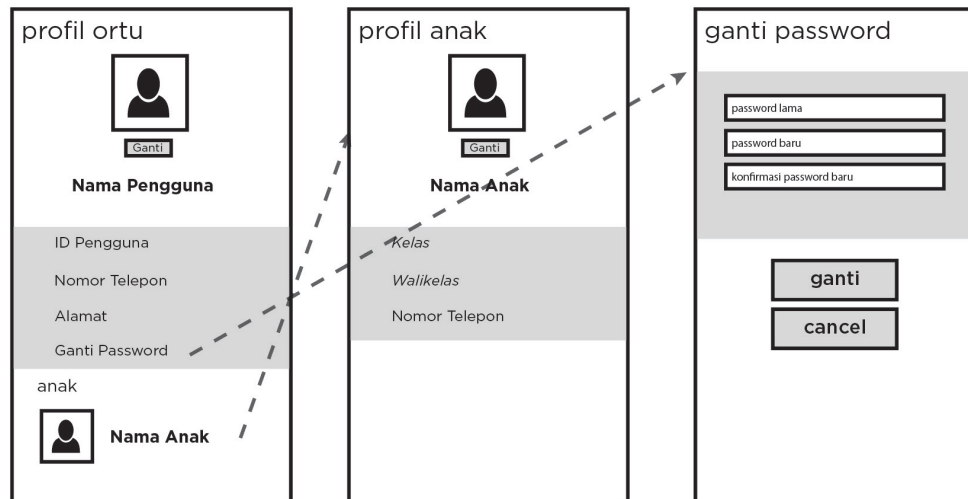 profil ortu
Ganti
Nama Pengguna
ID Pengguna
Nomor Telepon
Alamat
Ganti Password
anak
Nama Anak
profil anak
Ganti
Nama Anak
Kelas
Walikelas
Nomor Telepon
ganti password
password lama
password baru
konfirmasi password baru
ganti
cancel